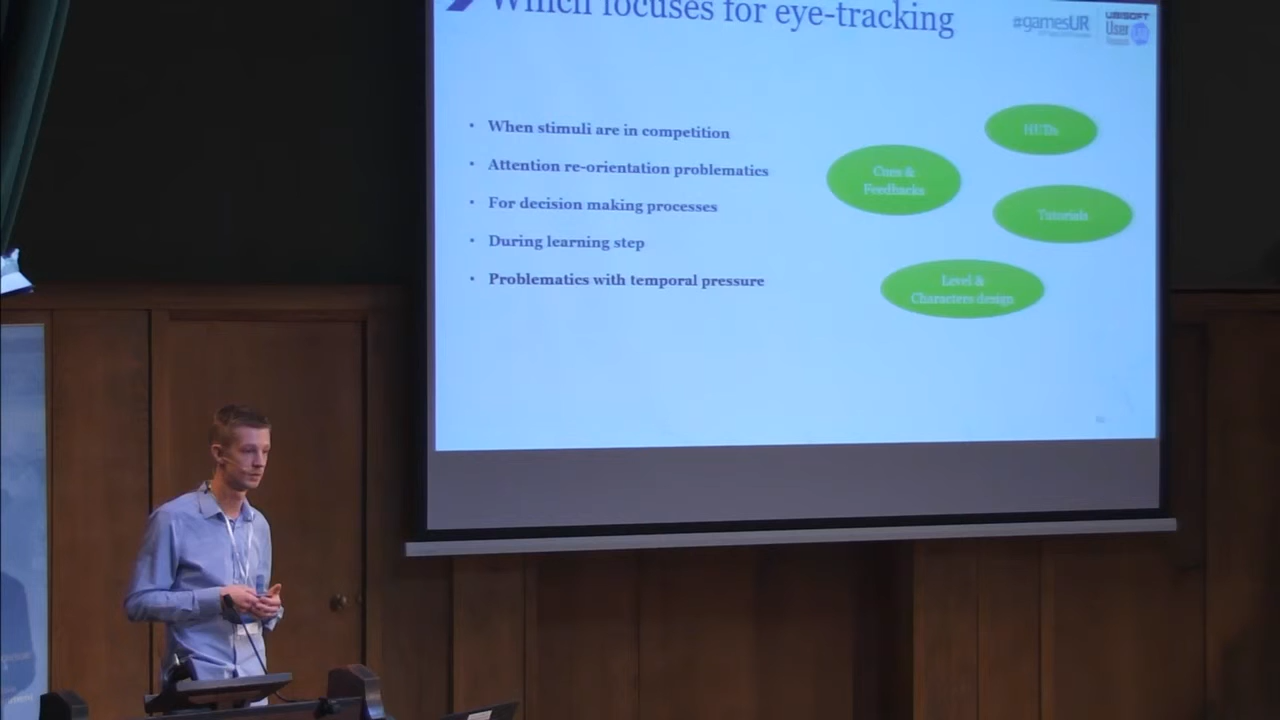 Which focuses for eye-tracking
#gamesUR
UBISOFT
User
• When stimuli are in competition
• Attention re-orientation problematics
• For decision making processes
• During learning step
• Problematics with temporal pressure
HUDs
Cues &
Feedbacks
Tutorials
Level &
Characters design